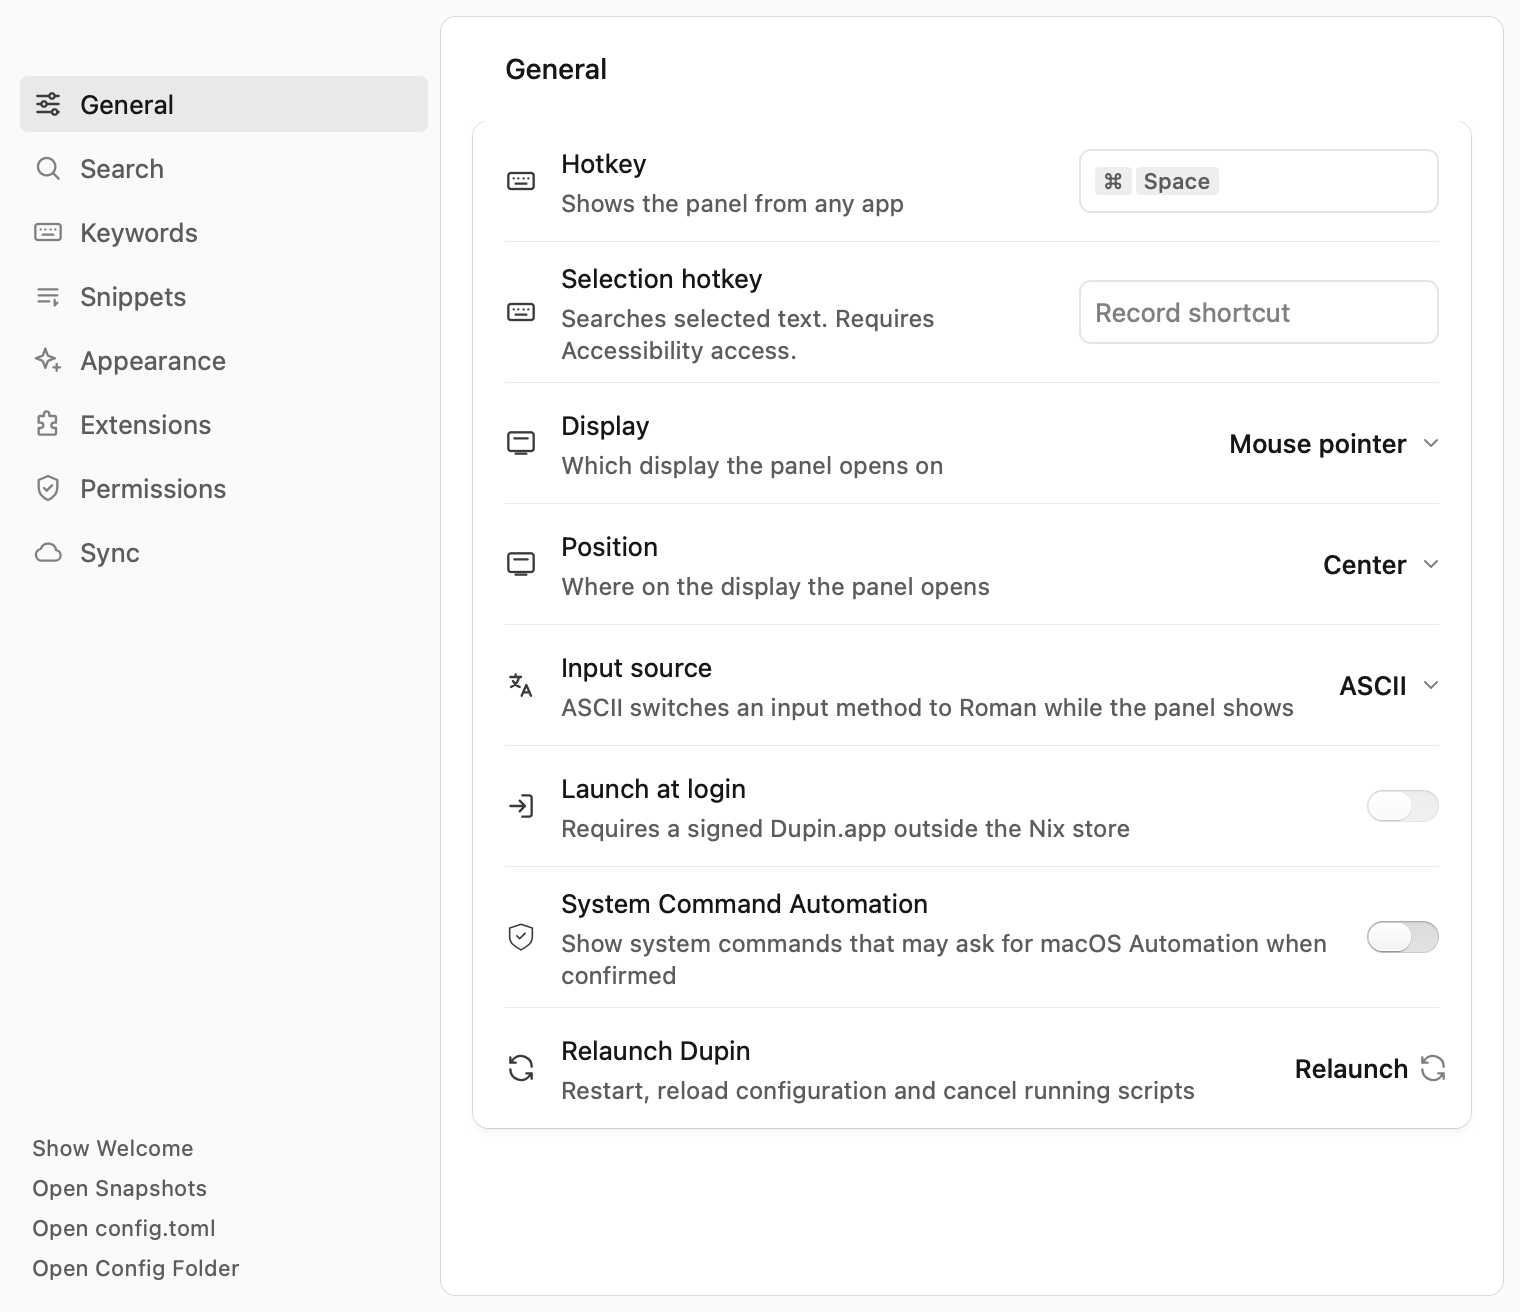 General
Search
Keywords
Snippets
Appearance
Extensions
Permissions
Sync
Show Welcome
Open Snapshots
Open config.toml
Open Config Folder
General
Hotkey
Shows the panel from any app
⌘ Space
Selection hotkey
Searches selected text. Requires
Accessibility access.
Record shortcut
Display
Which display the panel opens on
Mouse pointer
Position
Where on the display the panel opens
Center
Input source
ASCII switches an input method to Roman while the panel shows
ASCII
Launch at login
Requires a signed Dupin.app outside the Nix store
System Command Automation
Show system commands that may ask for macOS Automation when
confirmed
Relaunch Dupin
Restart, reload configuration and cancel running scripts
Relaunch